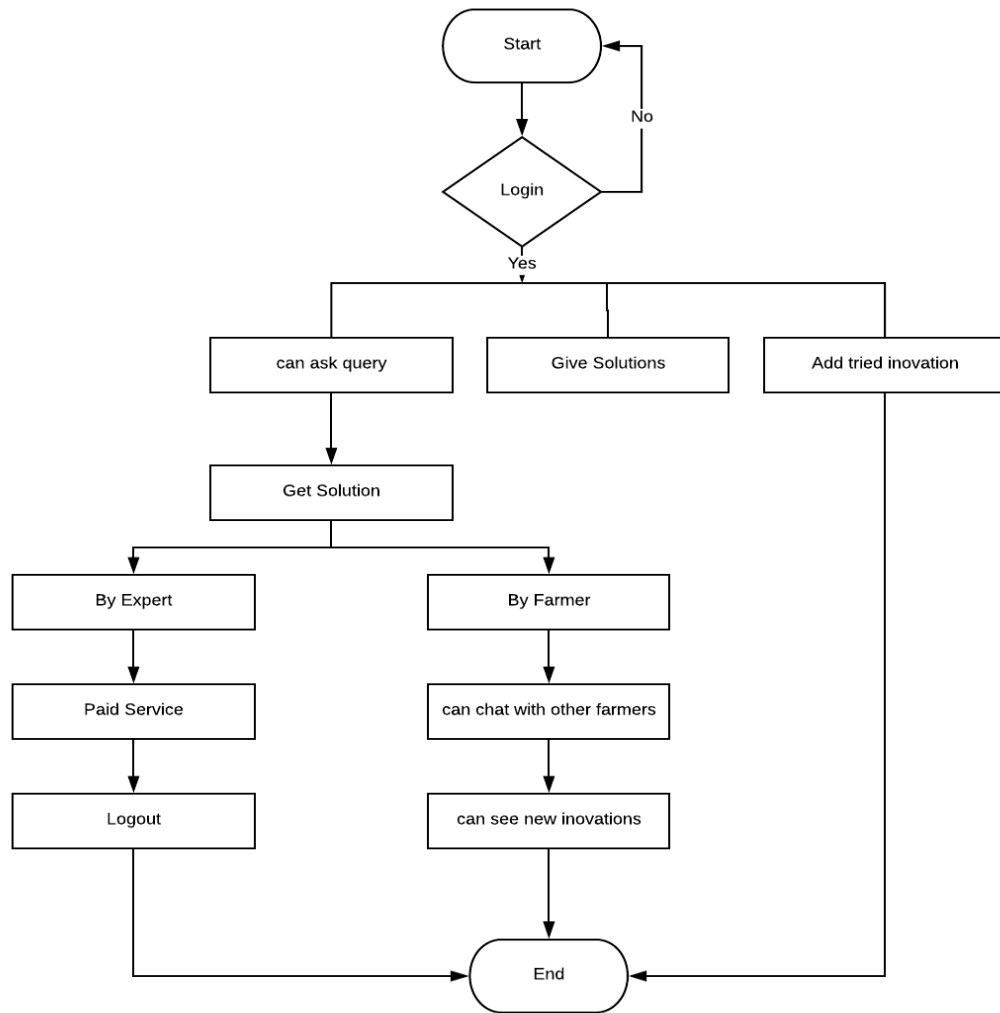 Start
No
Login
Yes
can ask query
Give Solutions
Add tried inovation
Get Solution
By Expert
By Farmer
Paid Service
can chat with other farmers
Logout
can see new inovations
End